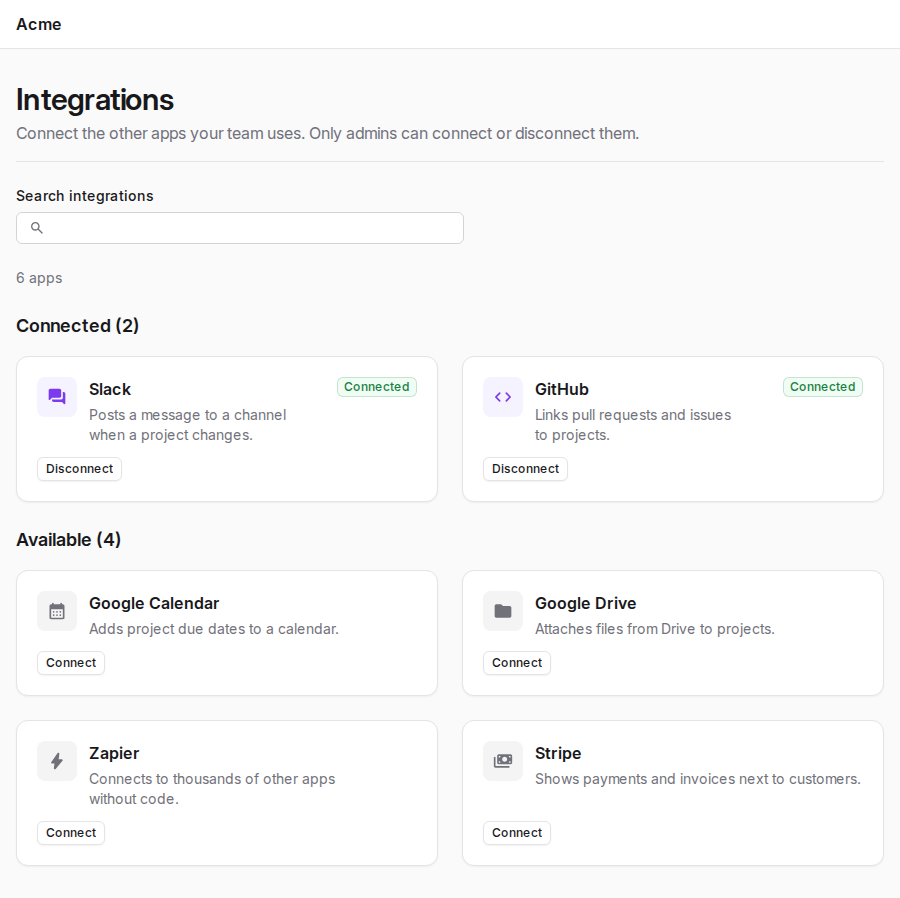 Acme
Integrations
Connect the other apps your team uses. Only admins can connect or disconnect them.
Search integrations
6 apps
Connected (2)
Slack
Connected
Posts a message to a channel
when a project changes.
Disconnect
GitHub
Connected
Links pull requests and issues
to projects.
Disconnect
Available (4)
Google Calendar
Adds project due dates to a calendar.
Connect
Google Drive
Attaches files from Drive to projects.
Connect
Zapier
Connects to thousands of other apps
without code.
Connect
Stripe
Shows payments and invoices next to customers.
Connect